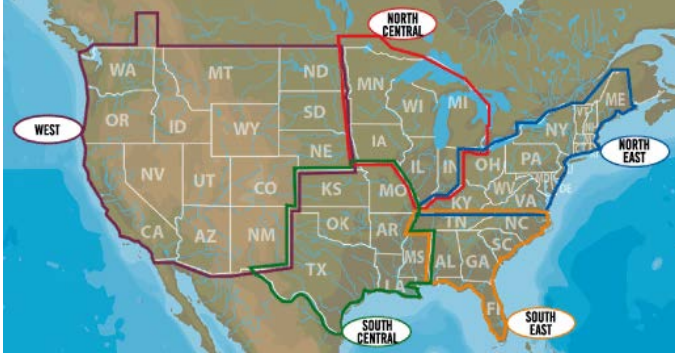 NORTH
CENTRAL
WA
MT
ND
MN
ME
OR
ID
WY
SD
WI
MI
NY
WEST
NE
IA
NORTH
EAST
NV
UT
CO
IL
IN
OH
PA
WV
VA
KS
MO
KY
CA
AZ
NM
OK
AR
TN
NC
SC
TX
MS
AL
GA
LA
FL
SOUTH
CENTRAL
SOUTH
EAST